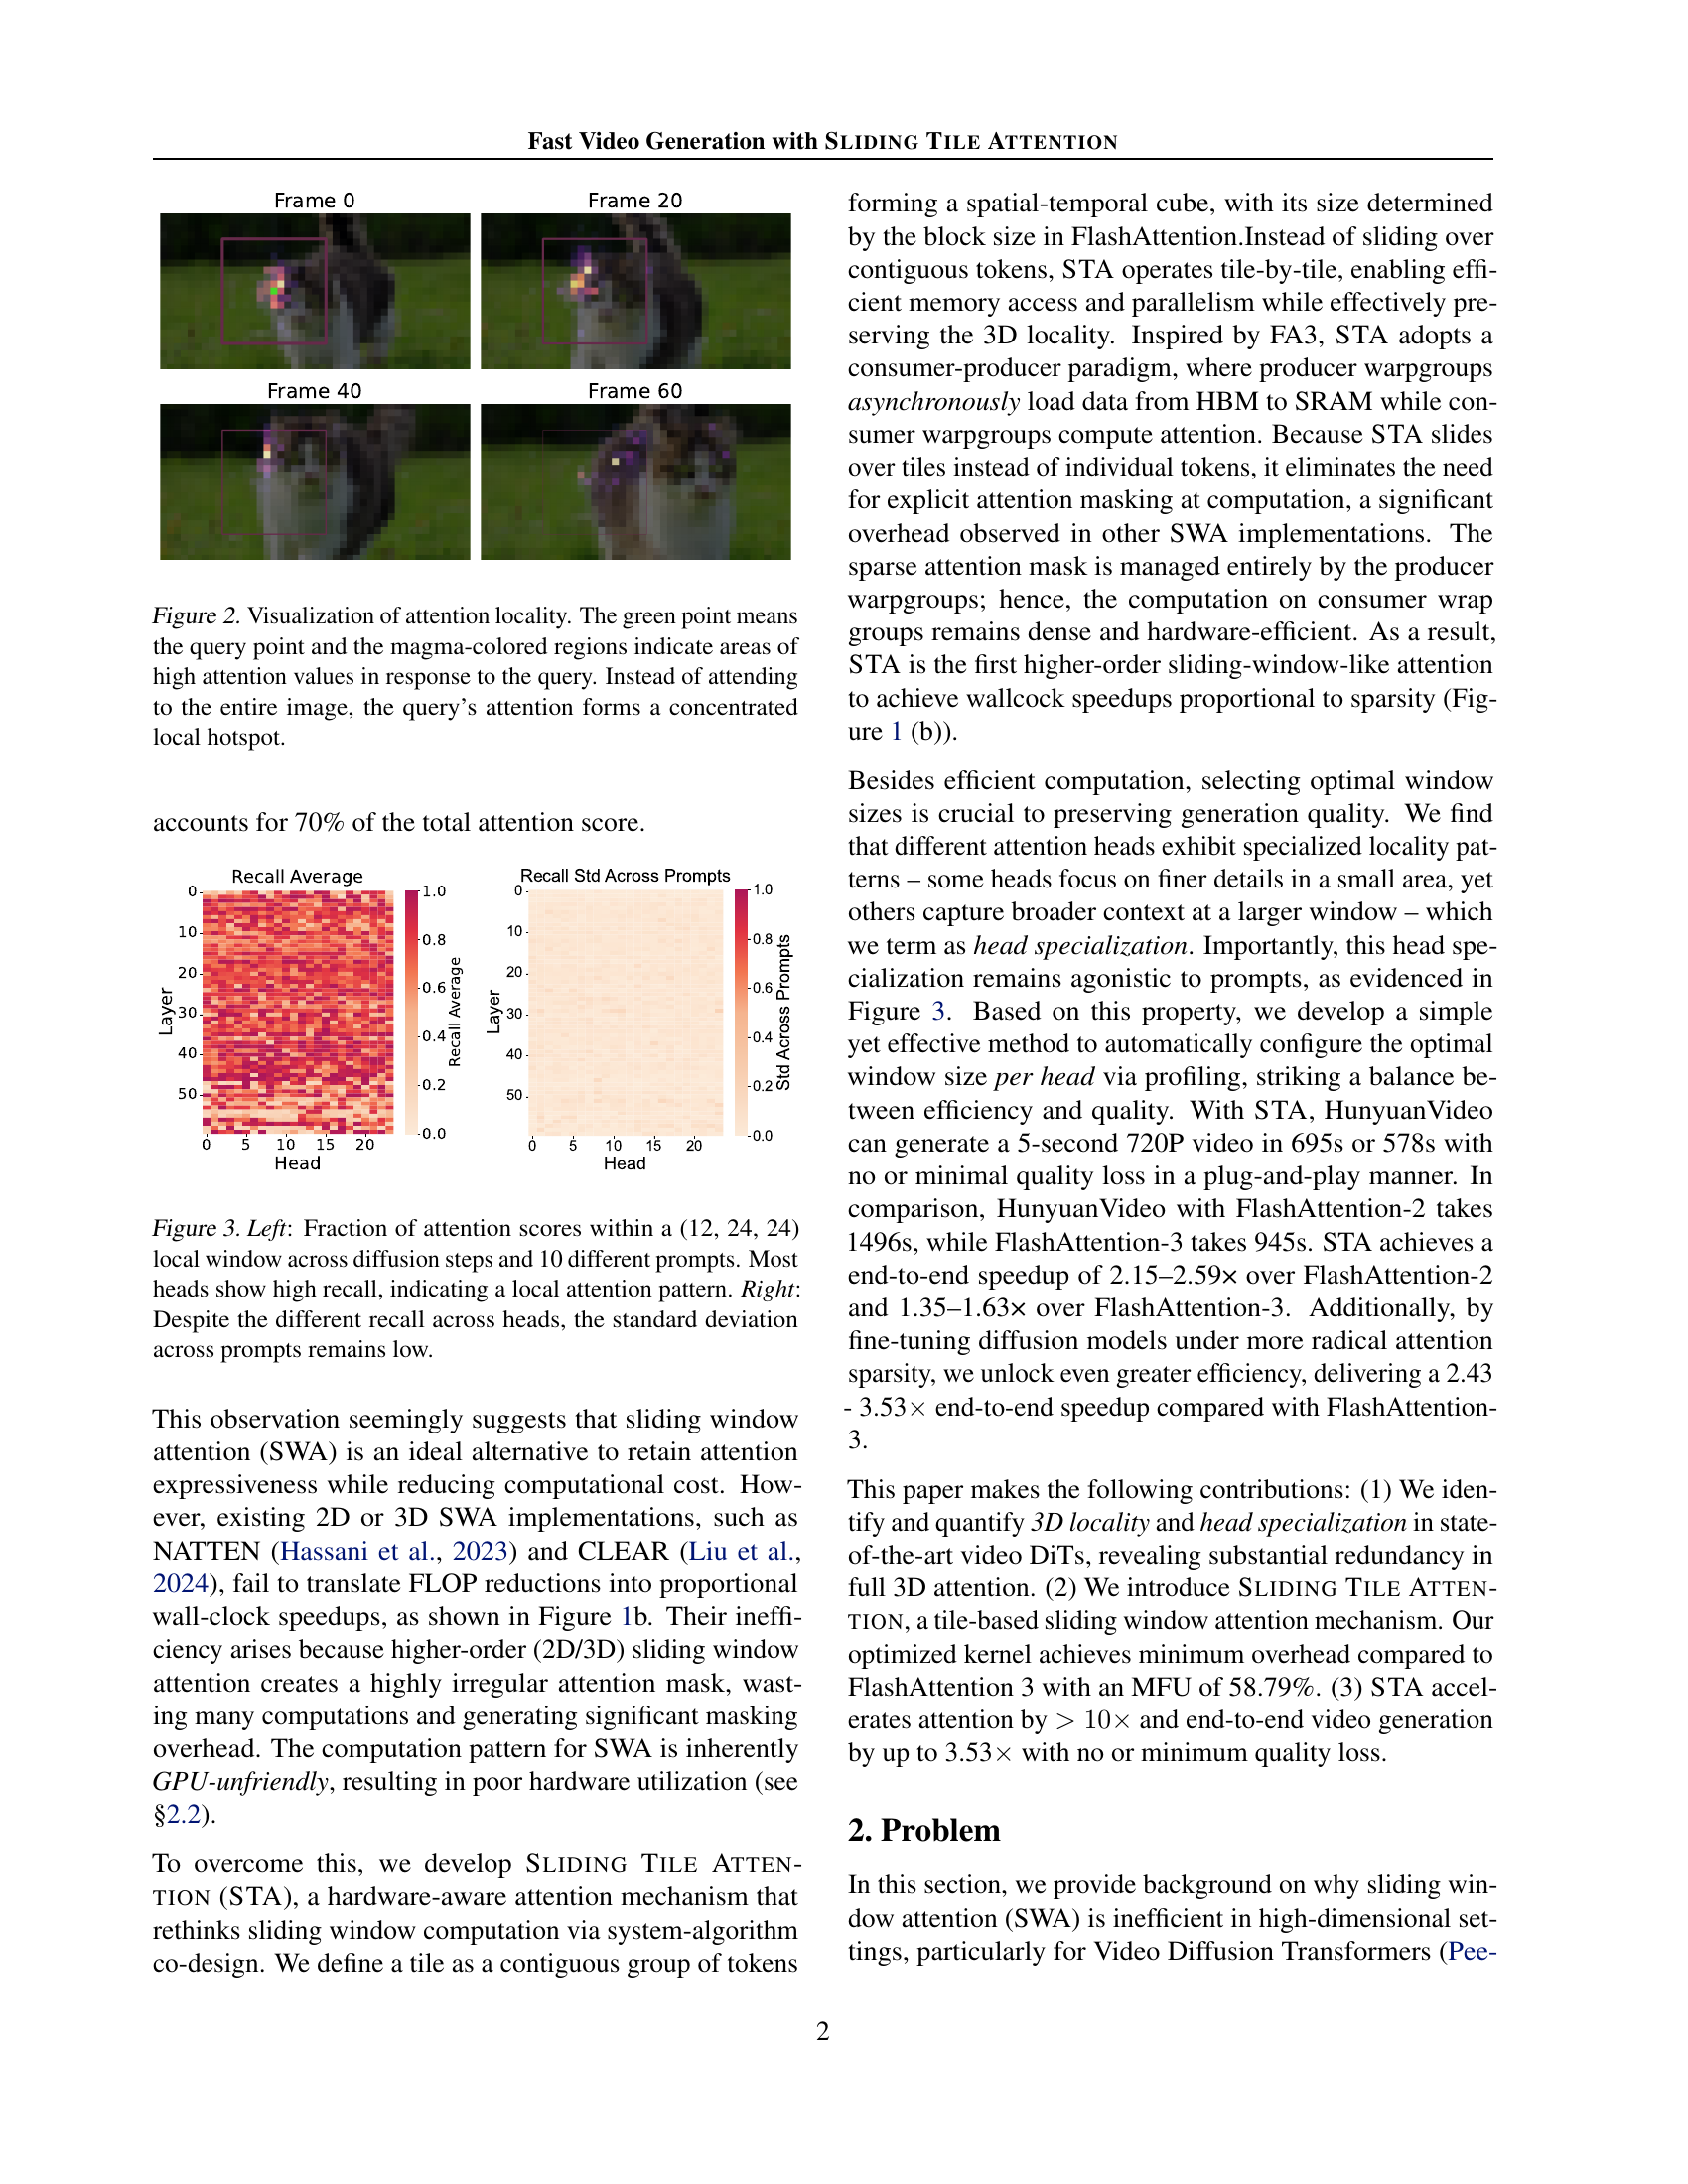 Fast Video Generation with SLIDING TILE ATTENTION
Frame 0
Frame 20
Frame 40
Frame 60
Figure 2. Visualization of attention locality. The green point means
the query point and the magma-colored regions indicate areas of
high attention values in response to the query. Instead of attending
to the entire image, the query's attention forms a concentrated
local hotspot.
accounts for 70% of the total attention score.
Recall Average
0
10
20
30
40
50
Layer
0 5 10 15 20
Head
1.0
0.8
0.6
0.4
0.2
0.0
Recall Average
Recall Std Across Prompts
0
10
20
30
40
50
Layer
0 5 10 15 20
Head
1.0
0.8
0.6
0.4
0.2
0.0
Std Across Prompts
Figure 3. Left: Fraction of attention scores within a (12, 24, 24)
local window across diffusion steps and 10 different prompts. Most
heads show high recall, indicating a local attention pattern. Right:
Despite the different recall across heads, the standard deviation
across prompts remains low.
This observation seemingly suggests that sliding window
attention (SWA) is an ideal alternative to retain attention
expressiveness while reducing computational cost. How-
ever, existing 2D or 3D SWA implementations, such as
NATTEN (Hassani et al., 2023) and CLEAR (Liu et al.,
2024), fail to translate FLOP reductions into proportional
wall-clock speedups, as shown in Figure 1b. Their ineffi-
ciency arises because higher-order (2D/3D) sliding window
attention creates a highly irregular attention mask, wast-
ing many computations and generating significant masking
overhead. The computation pattern for SWA is inherently
GPU-unfriendly, resulting in poor hardware utilization (see
§2.2).
To overcome this, we develop SLIDING TILE ATTEN-
TION (STA), a hardware-aware attention mechanism that
rethinks sliding window computation via system-algorithm
co-design. We define a tile as a contiguous group of tokens
forming a spatial-temporal cube, with its size determined
by the block size in FlashAttention.Instead of sliding over
contiguous tokens, STA operates tile-by-tile, enabling effi-
cient memory access and parallelism while effectively pre-
serving the 3D locality. Inspired by FA3, STA adopts a
consumer-producer paradigm, where producer warpgroups
asynchronously load data from HBM to SRAM while con-
sumer warpgroups compute attention. Because STA slides
over tiles instead of individual tokens, it eliminates the need
for explicit attention masking at computation, a significant
overhead observed in other SWA implementations. The
sparse attention mask is managed entirely by the producer
warpgroups; hence, the computation on consumer wrap
groups remains dense and hardware-efficient. As a result,
STA is the first higher-order sliding-window-like attention
to achieve wallcock speedups proportional to sparsity (Fig-
ure 1 (b)).
Besides efficient computation, selecting optimal window
sizes is crucial to preserving generation quality. We find
that different attention heads exhibit specialized locality pat-
terns – some heads focus on finer details in a small area, yet
others capture broader context at a larger window – which
we term as head specialization. Importantly, this head spe-
cialization remains agonistic to prompts, as evidenced in
Figure 3. Based on this property, we develop a simple
yet effective method to automatically configure the optimal
window size per head via profiling, striking a balance be-
tween efficiency and quality. With STA, HunyuanVideo
can generate a 5-second 720P video in 695s or 578s with
no or minimal quality loss in a plug-and-play manner. In
comparison, HunyuanVideo with FlashAttention-2 takes
1496s, while FlashAttention-3 takes 945s. STA achieves a
end-to-end speedup of 2.15–2.59× over FlashAttention-2
and 1.35–1.63× over FlashAttention-3. Additionally, by
fine-tuning diffusion models under more radical attention
sparsity, we unlock even greater efficiency, delivering a 2.43
- 3.53× end-to-end speedup compared with FlashAttention-
3.
This paper makes the following contributions: (1) We iden-
tify and quantify 3D locality and head specialization in state-
of-the-art video DiTs, revealing substantial redundancy in
full 3D attention. (2) We introduce SLIDING TILE ATTEN-
TION, a tile-based sliding window attention mechanism. Our
optimized kernel achieves minimum overhead compared to
FlashAttention 3 with an MFU of 58.79%. (3) STA accel-
erates attention by > 10× and end-to-end video generation
by up to 3.53× with no or minimum quality loss.
2. Problem
In this section, we provide background on why sliding win-
dow attention (SWA) is inefficient in high-dimensional set-
tings, particularly for Video Diffusion Transformers (Pee-
2